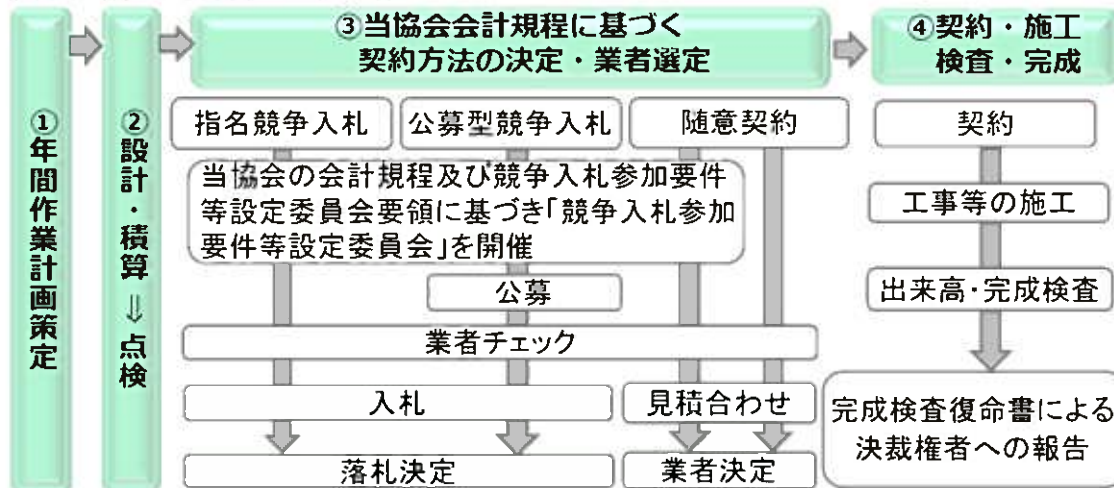 ①年間作業計画策定
②設計・積算⇒点検
③当協会会計規程に基づく
契約方法の決定・業者選定
④契約・施工
検査・完成
指名競争入札
公募型競争入札
随意契約
当協会の会計規程及び競争入札参加要件
等設定委員会要領に基づき「競争入札参加
要件等設定委員会」を開催
公募
業者チェック
入札
見積合わせ
落札決定
業者決定
契約
工事等の施工
出来高・完成検査
完成検査復命書による
決裁権者への報告